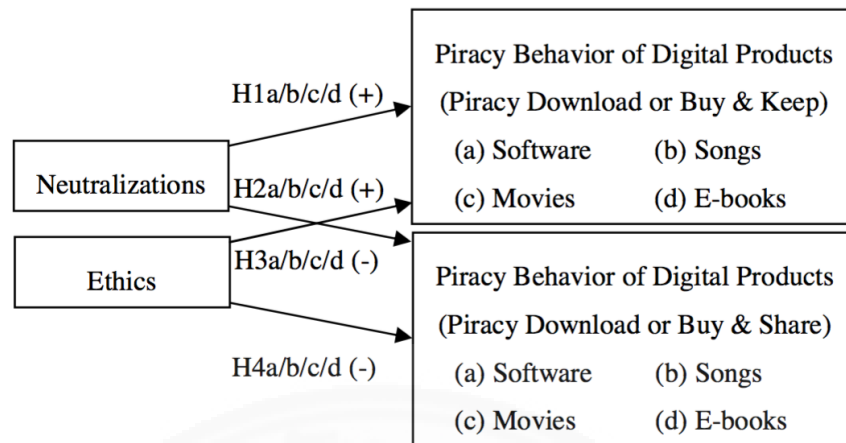 Neutralizations
Ethics
H1a/b/c/d (+)
H2a/b/c/d (+)
H3a/b/c/d (-)
H4a/b/c/d (-)
Piracy Behavior of Digital Products
(Piracy Download or Buy & Keep)
(a) Software (b) Songs
(c) Movies (d) E-books
Piracy Behavior of Digital Products
(Piracy Download or Buy & Share)
(a) Software (b) Songs
(c) Movies (d) E-books